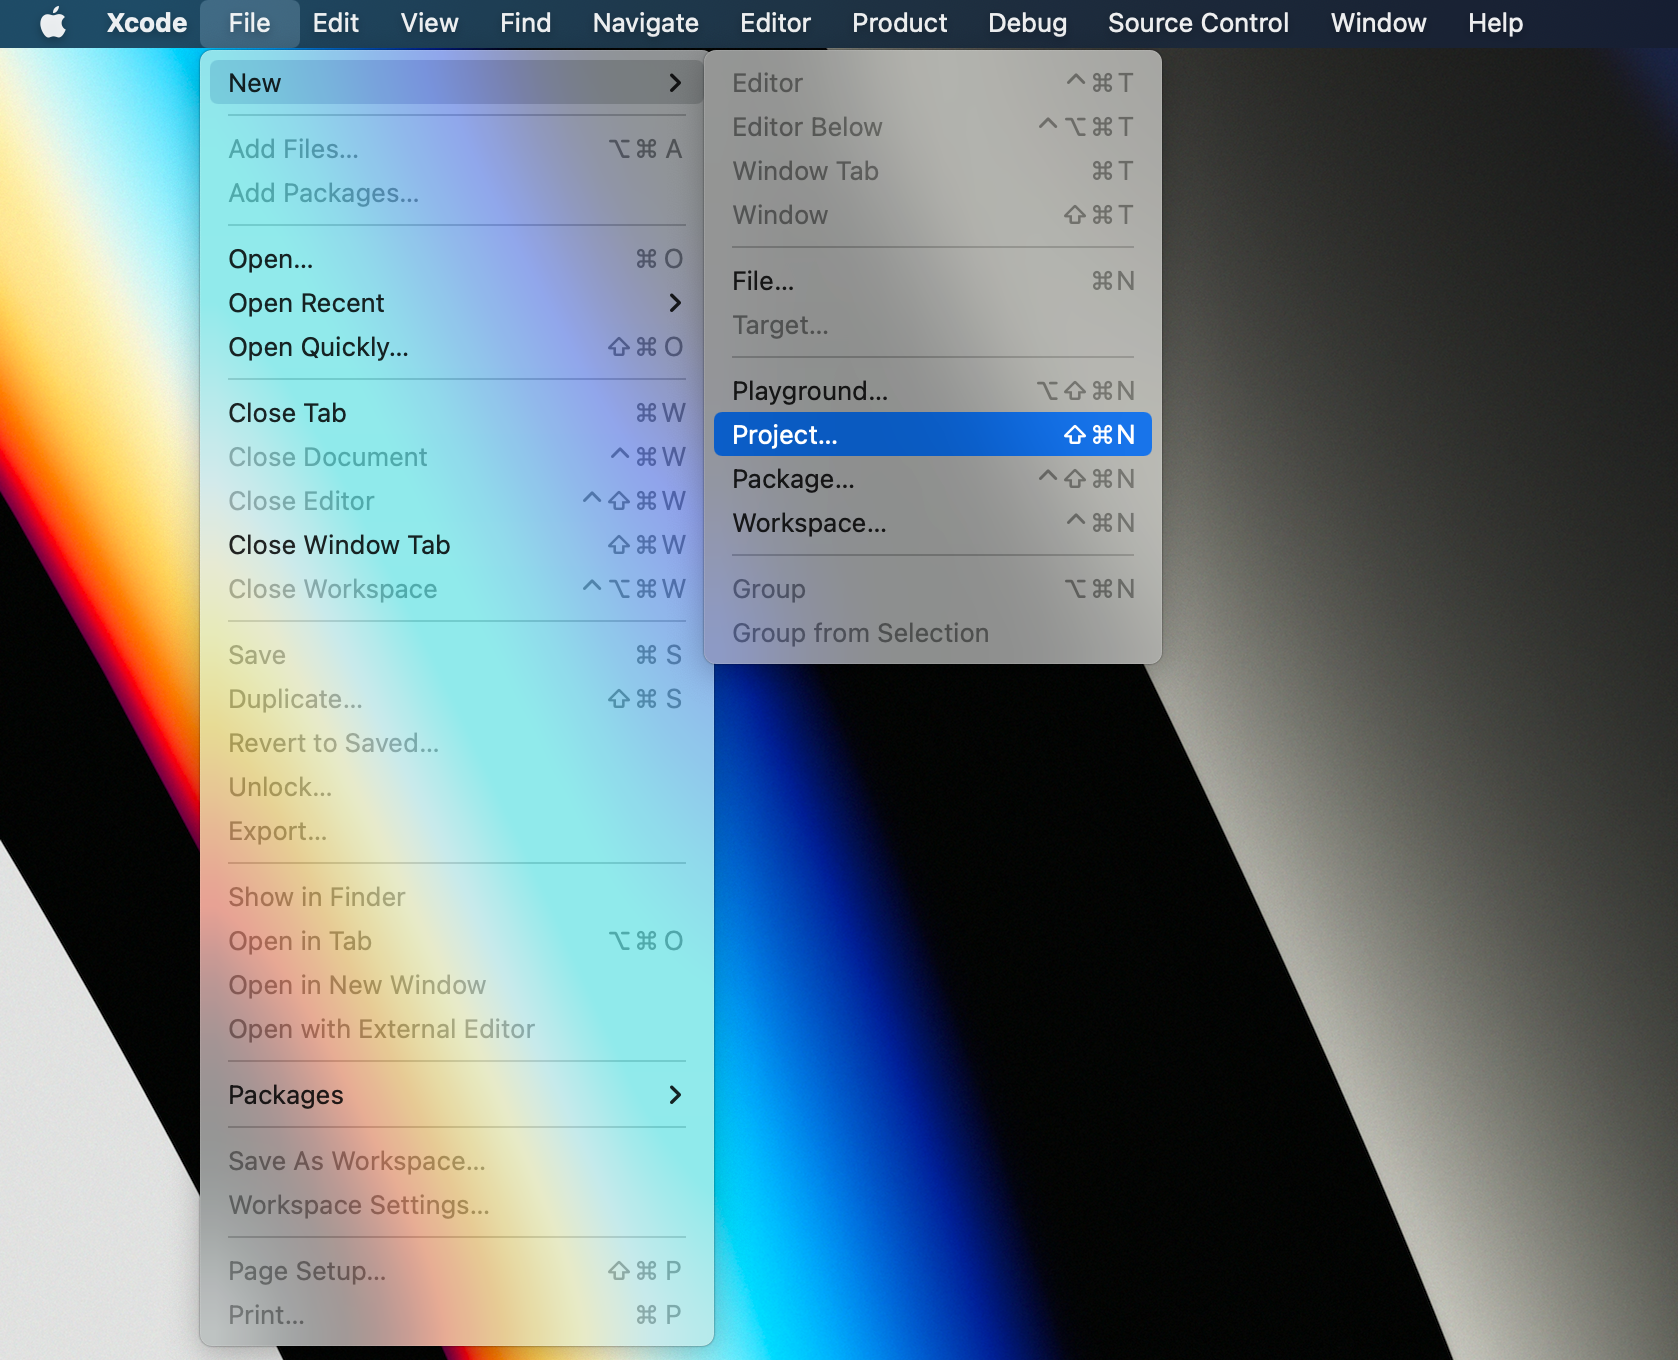 Xcode File Edit View Find Navigate Editor Product Debug Source Control Window Help
New
Add Files... ⌥⌘A
Add Packages...
Open... ⌘O
Open Recent
Open Quickly... ⇧⌘O
Close Tab ⌘W
Close Document ^⌘W
Close Editor ^⇧⌘W
Close Window Tab ⇧⌘W
Close Workspace ^⌥⌘W
Save ⌘S
Duplicate... ⇧⌘S
Revert to Saved...
Unlock...
Export...
Show in Finder
Open in Tab ⌥⌘O
Open in New Window
Open with External Editor
Packages
Save As Workspace...
Workspace Settings...
Page Setup... ⇧⌘P
Print... ⌘P
Editor ^⌘T
Editor Below ^⌥⌘T
Window Tab ⌘T
Window ⇧⌘T
File... ⌘N
Target...
Playground... ⌥⇧⌘N
Project... ⇧⌘N
Package... ^⇧⌘N
Workspace... ^⌘N
Group ⌥⌘N
Group from Selection